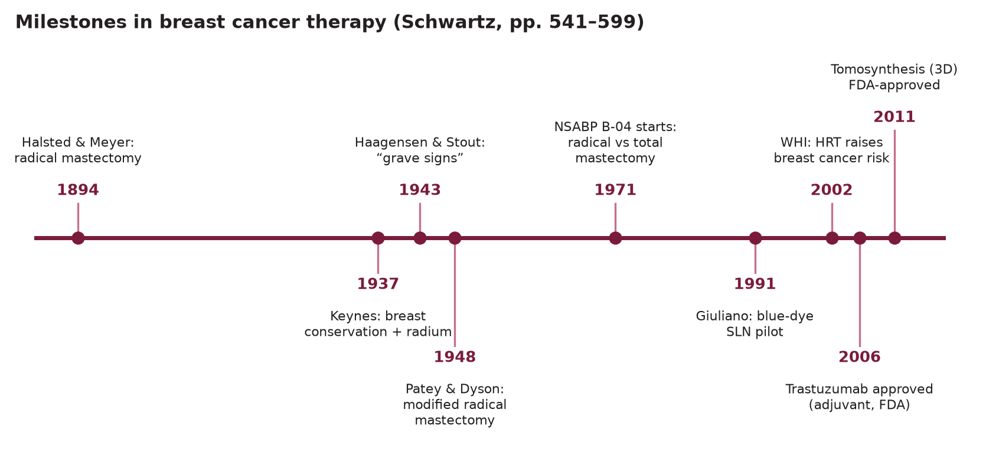 Milestones in breast cancer therapy (Schwartz, pp. 541–599)
Tomosynthesis (3D)
FDA-approved
2011
Halsted & Meyer:
radical mastectomy
1894
Haagensen & Stout:
“grave signs”
1943
NSABP B-04 starts:
radical vs total
mastectomy
1971
WHI: HRT raises
breast cancer risk
2002
1937
Keynes: breast
conservation + radium
1948
Patey & Dyson:
modified radical
mastectomy
1991
Giuliano: blue-dye
SLN pilot
2006
Trastuzumab approved
(adjuvant, FDA)